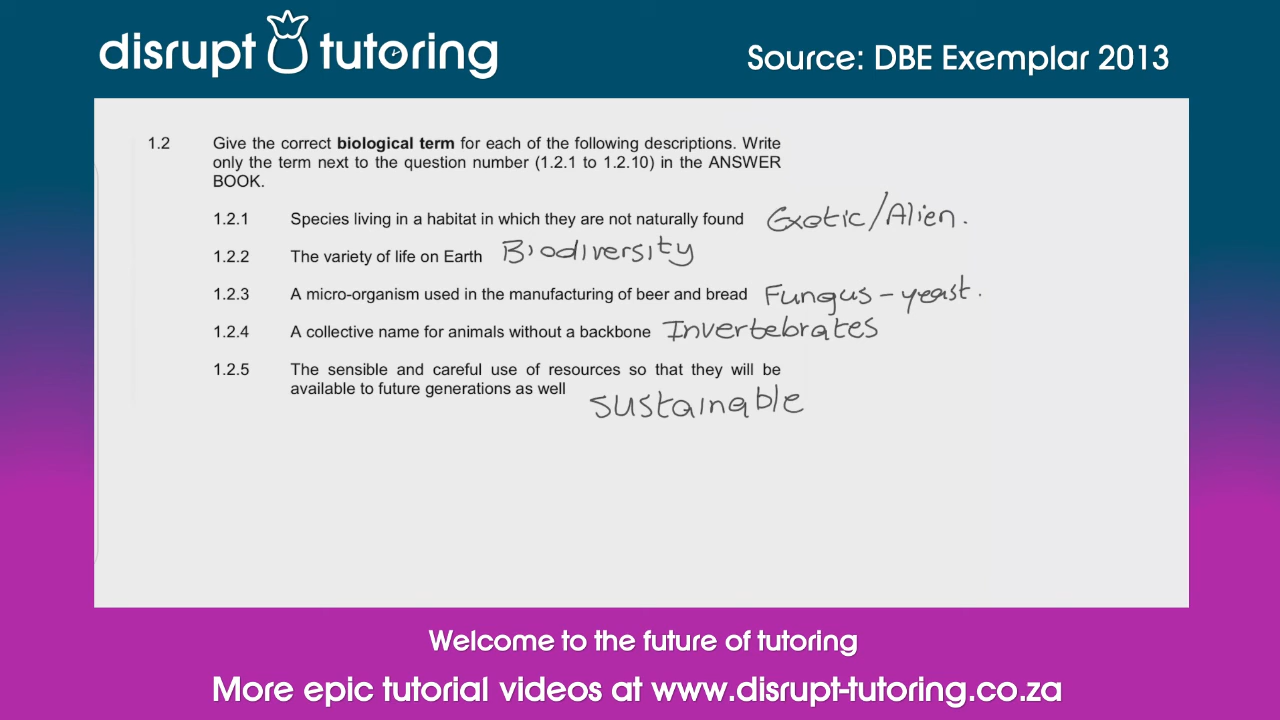 disrupt tutoring
Source: DBE Exemplar 2013
1.2 Give the correct biological term for each of the following descriptions. Write
only the term next to the question number (1.2.1 to 1.2.10) in the ANSWER
BOOK.
1.2.1 Species living in a habitat in which they are not naturally found Exotic/Alien.
1.2.2 The variety of life on Earth Biodiversity
1.2.3 A micro-organism used in the manufacturing of beer and bread Fungus - yeast.
1.2.4 A collective name for animals without a backbone Invertebrates
1.2.5 The sensible and careful use of resources so that they will be
available to future generations as well sustainable
Welcome to the future of tutoring
More epic tutorial videos at www.disrupt-tutoring.co.za